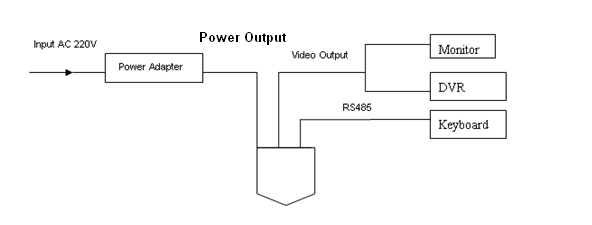 Input AC 220V
Power Adapter
Power Output
Video Output
Monitor
DVR
RS485
Keyboard